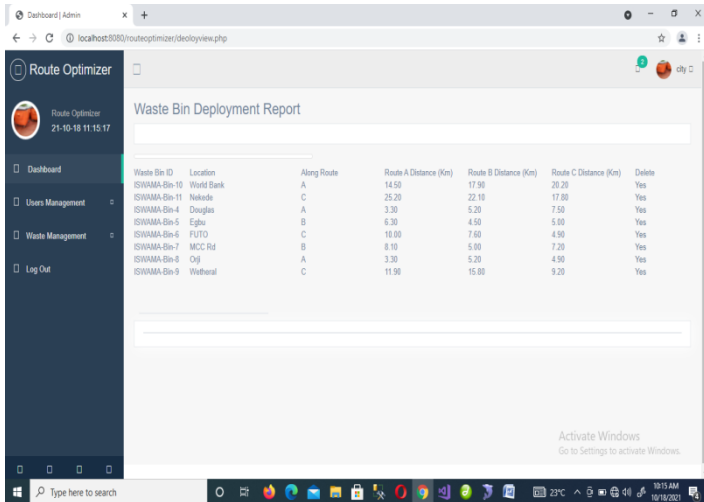 Dashboard | Admin
localhost:8080/routeoptimizer/deoloyview.php
Route Optimizer
2
city
Route Optimizer
21-10-18 11:15:17
Waste Bin Deployment Report
Dashboard
Users Management
Waste Management
Log Out
Waste Bin ID Location Along Route Route A Distance (Km) Route B Distance (Km) Route C Distance (Km) Delete
ISWAMA-Bin-10 World Bank A 14.50 17.90 20.20 Yes
ISWAMA-Bin-11 Nekede C 25.20 22.10 17.80 Yes
ISWAMA-Bin-4 Douglas A 3.30 5.20 7.50 Yes
ISWAMA-Bin-5 Egbu B 6.30 4.50 5.00 Yes
ISWAMA-Bin-6 FUTO C 10.00 7.60 4.90 Yes
ISWAMA-Bin-7 MCC Rd B 8.10 5.00 7.20 Yes
ISWAMA-Bin-8 Orji A 3.30 5.20 4.90 Yes
ISWAMA-Bin-9 Wetheral C 11.90 15.80 9.20 Yes
Activate Windows
Go to Settings to activate Windows.
Type here to search
23°C
10:15 AM
10/18/2021